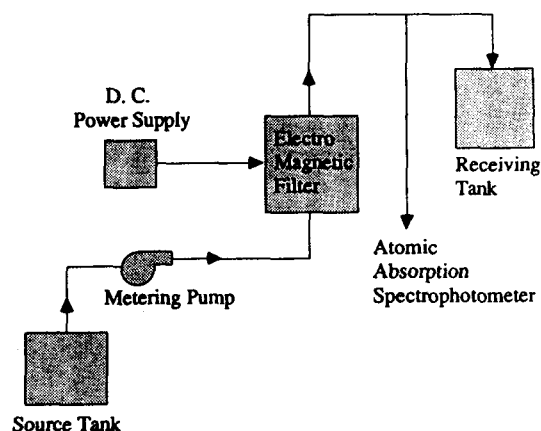 D. C.
Power Supply
Electro
Magnetic
Filter
Receiving
Tank
Atomic
Absorption
Spectrophotometer
Metering Pump
Source Tank